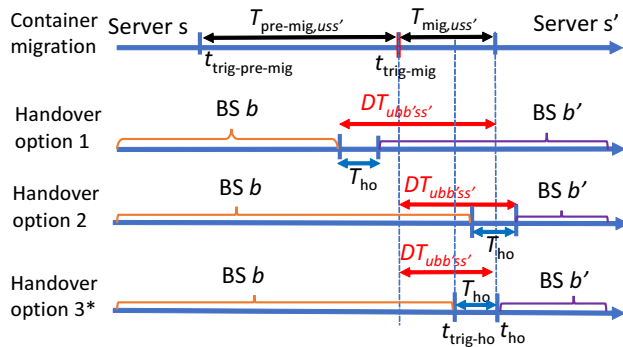 Container migration
Server s
T_pre-mig,uss′
T_mig,uss′
Server s′
t_trig-pre-mig
t_trig-mig
Handover option 1
BS b
DT_ubb′ss′
BS b′
T_ho
Handover option 2
BS b
DT_ubb′ss′
BS b′
T_ho
Handover option 3*
BS b
DT_ubb′ss′
T_ho
BS b′
t_trig-ho
t_ho